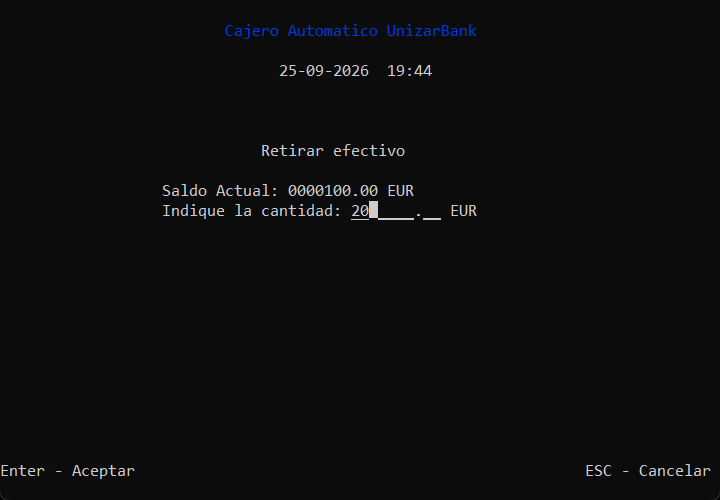 Cajero Automatico UnizarBank
25-09-2026 19:44
Retirar efectivo
Saldo Actual: 0000100.00 EUR
Indique la cantidad: 20_____.__ EUR
Enter - Aceptar ESC - Cancelar